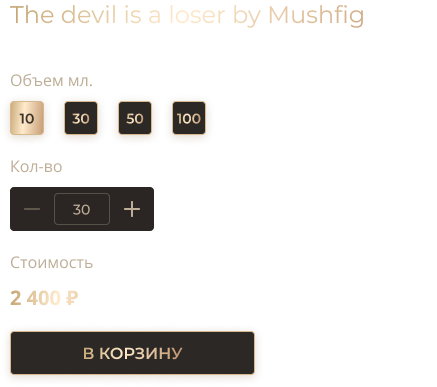 The devil is a loser by Mushfig
Объем мл.
10 30 50 100
Кол-во
— 30 +
Стоимость
2 400 ₽
В КОРЗИНУ